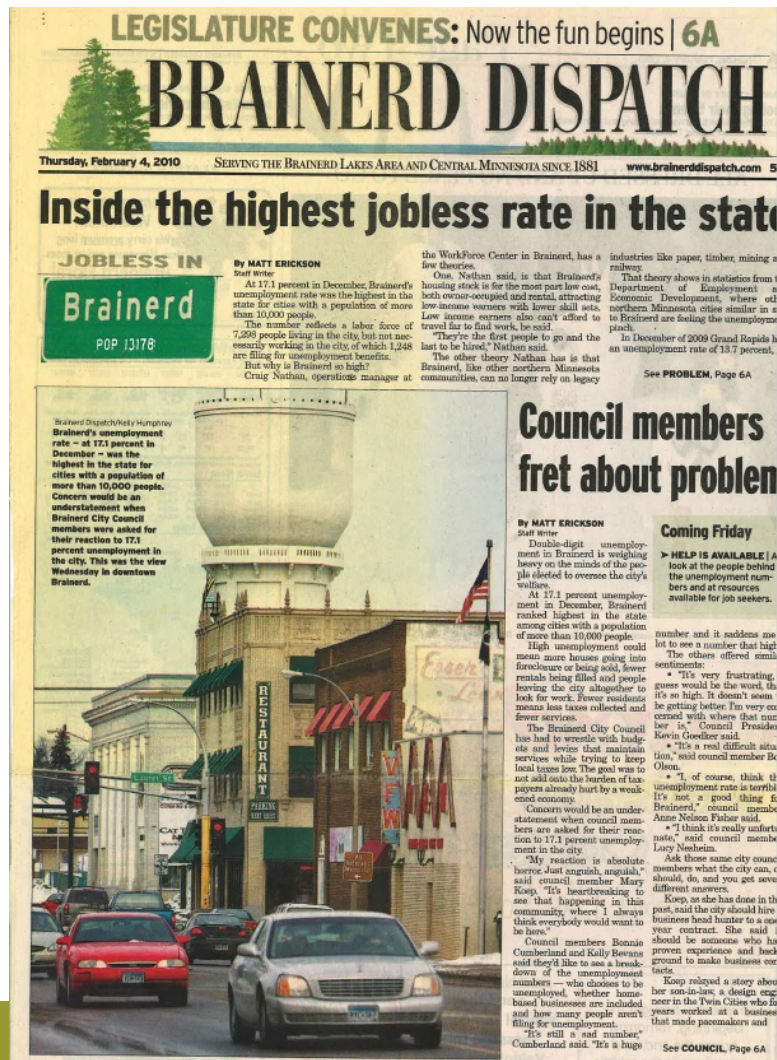 LEGISLATURE CONVENES: Now the fun begins | 6A
BRAINERD DISPATCH
Thursday, February 4, 2010
SERVING THE BRAINERD LAKES AREA AND CENTRAL MINNESOTA SINCE 1881
www.brainerddispatch.com
Inside the highest jobless rate in the state
JOBLESS IN
Brainerd
POP 13178
By MATT ERICKSON
Staff Writer
At 17.1 percent in December, Brainerd's
unemployment rate was the highest in the
state for cities with a population of more
than 10,000 people.
The number reflects a labor force of
7,298 people living in the city, but not nec-
essarily working in the city, of which 1,248
are filing for unemployment benefits.
But why is Brainerd so high?
Craig Nathan, operations manager at
the WorkForce Center in Brainerd, has a
few theories.
One, Nathan said, is that Brainerd's
housing stock is for the most part low cost,
both owner-occupied and rental, attracting
low-income earners with lower skill sets.
Low income earners also can't afford to
travel far to find work, he said.
"They're the first people to go and the
last to be hired," Nathan said.
The other theory Nathan has is that
Brainerd, like other northern Minnesota
communities, can no longer rely on legacy
industries like paper, timber, mining a
railway.
That theory shows in statistics from t
Department of Employment a
Economic Development, where oth
northern Minnesota cities similar in s
to Brainerd are feeling the unemployme
pinch.
In December of 2009 Grand Rapids h
an unemployment rate of 13.7 percent,
See PROBLEM, Page 6A
Brainerd Dispatch/Kelly Humphrey
Brainerd's unemployment
rate – at 17.1 percent in
December – was the
highest in the state for
cities with a population of
more than 10,000 people.
Concern would be an
understatement when
Brainerd City Council
members were asked for
their reaction to 17.1
percent unemployment in
the city. This was the view
Wednesday in downtown
Brainerd.
RESTAURANT
PARKING
Laurel St
VFW
Council members
fret about problem
By MATT ERICKSON
Staff Writer
Double-digit unemploy-
ment in Brainerd is weighing
heavy on the minds of the peo-
ple elected to oversee the city's
welfare.
At 17.1 percent unemploy-
ment in December, Brainerd
ranked highest in the state
among cities with a population
of more than 10,000 people.
High unemployment could
mean more houses going into
foreclosure or being sold, fewer
rentals being filled and people
leaving the city altogether to
look for work. Fewer residents
means less taxes collected and
fewer services.
The Brainerd City Council
has had to wrestle with budg-
ets and levies that maintain
services while trying to keep
local taxes low. The goal was to
not add onto the burden of tax-
payers already hurt by a weak-
ened economy.
Concern would be an under-
statement when council mem-
bers are asked for their reac-
tion to 17.1 percent unemploy-
ment in the city.
"My reaction is absolute
horror. Just anguish, anguish,"
said council member Mary
Koep. "It's heartbreaking to
see that happening in this
community, where I always
think everybody would want to
be here."
Council members Bonnie
Cumberland and Kelly Bevans
said they'd like to see a break-
down of the unemployment
numbers — who chooses to be
unemployed, whether home-
based businesses are included
and how many people aren't
filing for unemployment.
"It's still a sad number,"
Cumberland said. "It's a huge
Coming Friday
➤ HELP IS AVAILABLE | A
look at the people behind
the unemployment num-
bers and at resources
available for job seekers.
number and it saddens me
lot to see a number that high
The others offered simila
sentiments:
• "It's very frustrating,
guess would be the word, tha
it's so high. It doesn't seem
be getting better. I'm very co
cerned with where that num
ber is," Council Presiden
Kevin Goedker said.
• "It's a real difficult situ
tion," said council member Bo
Olson.
• "I, of course, think th
unemployment rate is terribl
It's not a good thing fo
Brainerd," council membe
Anne Nelson Fisher said.
• "I think it's really unfortu
nate," said council membe
Lucy Nesheim.
Ask those same city counc
members what the city can, o
should, do, and you get seve
different answers.
Koep, as she has done in th
past, said the city should hire
business head hunter to a one
year contract. She said i
should be someone who ha
proven experience and back
ground to make business con
tacts.
Koep relayed a story abou
her son-in-law, a design engi
neer in the Twin Cities who fo
years worked at a busines
that made pacemakers and
See COUNCIL, Page 6A